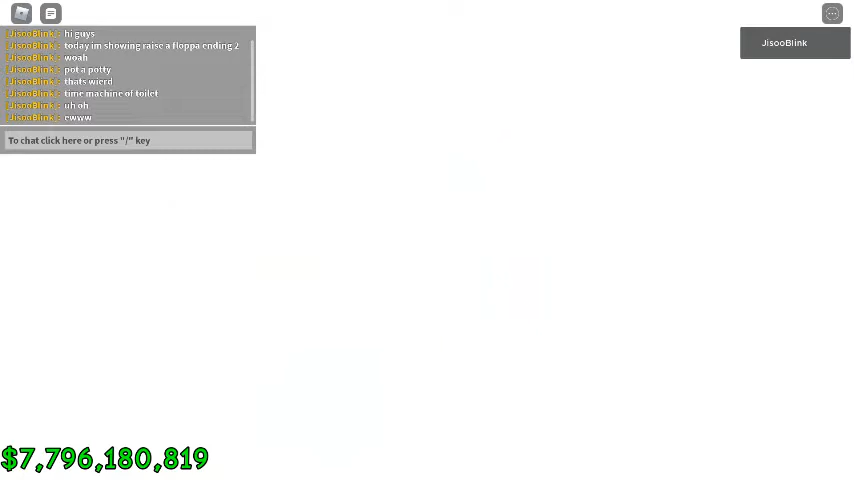 [JisooBlink]: hi guys
[JisooBlink]: today im showing raise a floppa ending 2
[JisooBlink]: woah
[JisooBlink]: pot a potty
[JisooBlink]: thats wierd
[JisooBlink]: time machine of toilet
[JisooBlink]: uh oh
[JisooBlink]: ewww
To chat click here or press "/" key
JisooBlink
$7,796,180,819